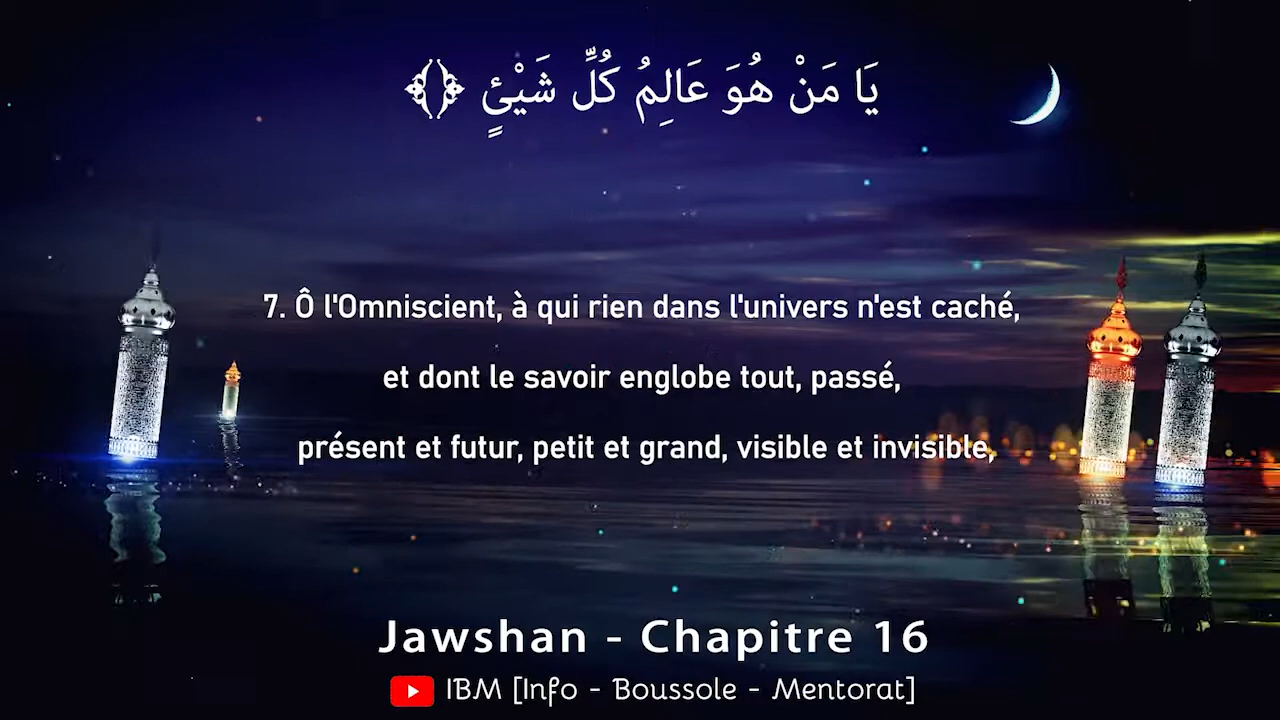 يَا مَنْ هُوَ عَالِمُ كُلِّ شَيْئٍ ﴿﴾
7. Ô l'Omniscient, à qui rien dans l'univers n'est caché,
et dont le savoir englobe tout, passé,
présent et futur, petit et grand, visible et invisible,
Jawshan - Chapitre 16
IBM [Info - Boussole - Mentorat]